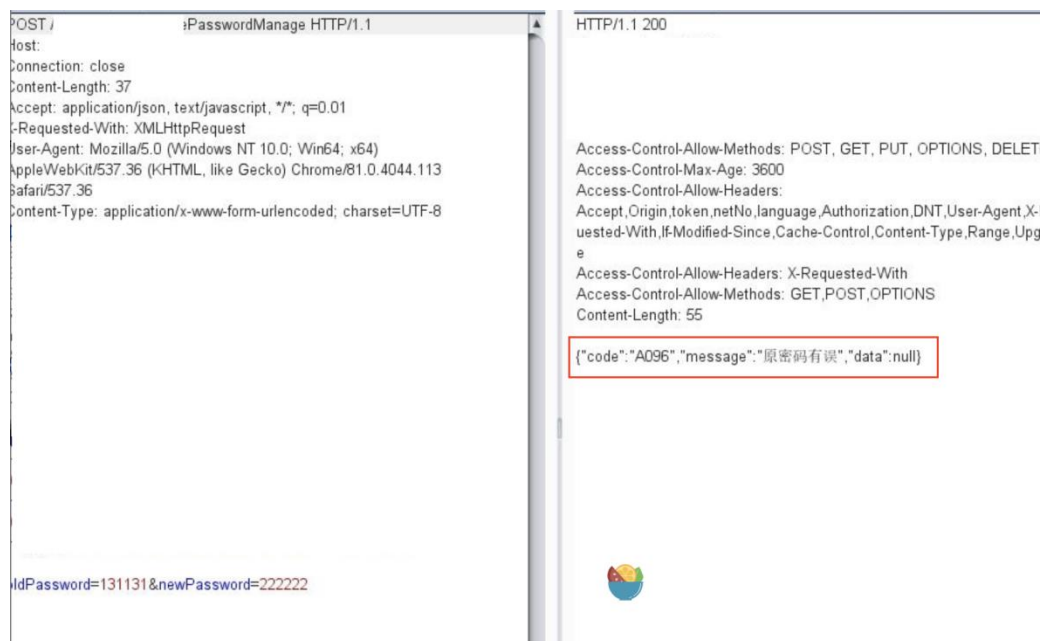 POST /
ePasswordManage HTTP/1.1
Host:
Connection: close
Content-Length: 37
Accept: application/json, text/javascript, */*; q=0.01
X-Requested-With: XMLHttpRequest
User-Agent: Mozilla/5.0 (Windows NT 10.0; Win64; x64)
AppleWebKit/537.36 (KHTML, like Gecko) Chrome/81.0.4044.113
Safari/537.36
Content-Type: application/x-www-form-urlencoded; charset=UTF-8
oldPassword=131131&newPassword=222222
HTTP/1.1 200
Access-Control-Allow-Methods: POST, GET, PUT, OPTIONS, DELET
Access-Control-Max-Age: 3600
Access-Control-Allow-Headers:
Accept,Origin,token,netNo,language,Authorization,DNT,User-Agent,X-
uested-With,If-Modified-Since,Cache-Control,Content-Type,Range,Upg
e
Access-Control-Allow-Headers: X-Requested-With
Access-Control-Allow-Methods: GET,POST,OPTIONS
Content-Length: 55
{"code":"A096","message":"原密码有误","data":null}